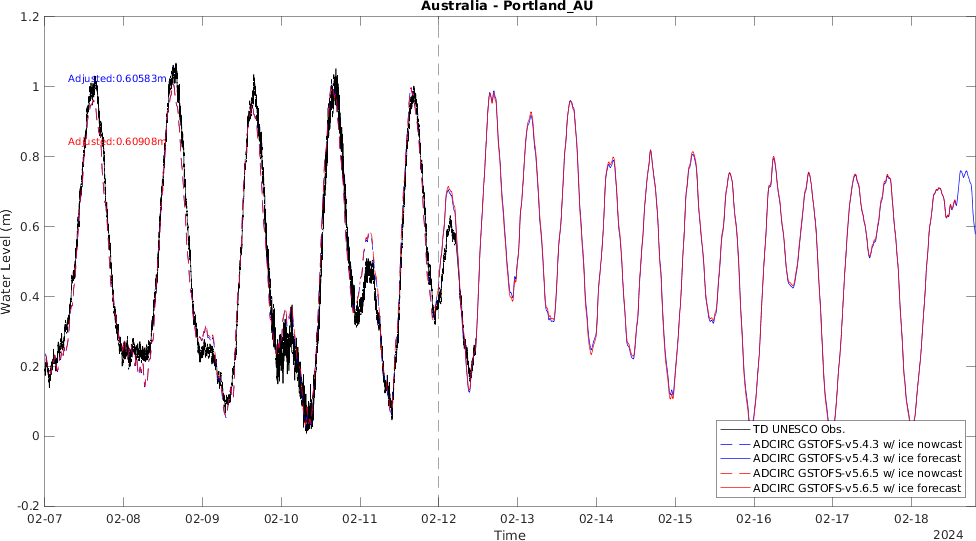 Australia - Portland_AU
1.2
1
0.8
0.6
0.4
0.2
0
-0.2
Water Level (m)
Adjusted:0.60583m
Adjusted:0.60908m
TD UNESCO Obs.
ADCIRC GSTOFS-v5.4.3 w/ ice nowcast
ADCIRC GSTOFS-v5.4.3 w/ ice forecast
ADCIRC GSTOFS-v5.6.5 w/ ice nowcast
ADCIRC GSTOFS-v5.6.5 w/ ice forecast
02-07 02-08 02-09 02-10 02-11 02-12 02-13 02-14 02-15 02-16 02-17 02-18
Time
2024